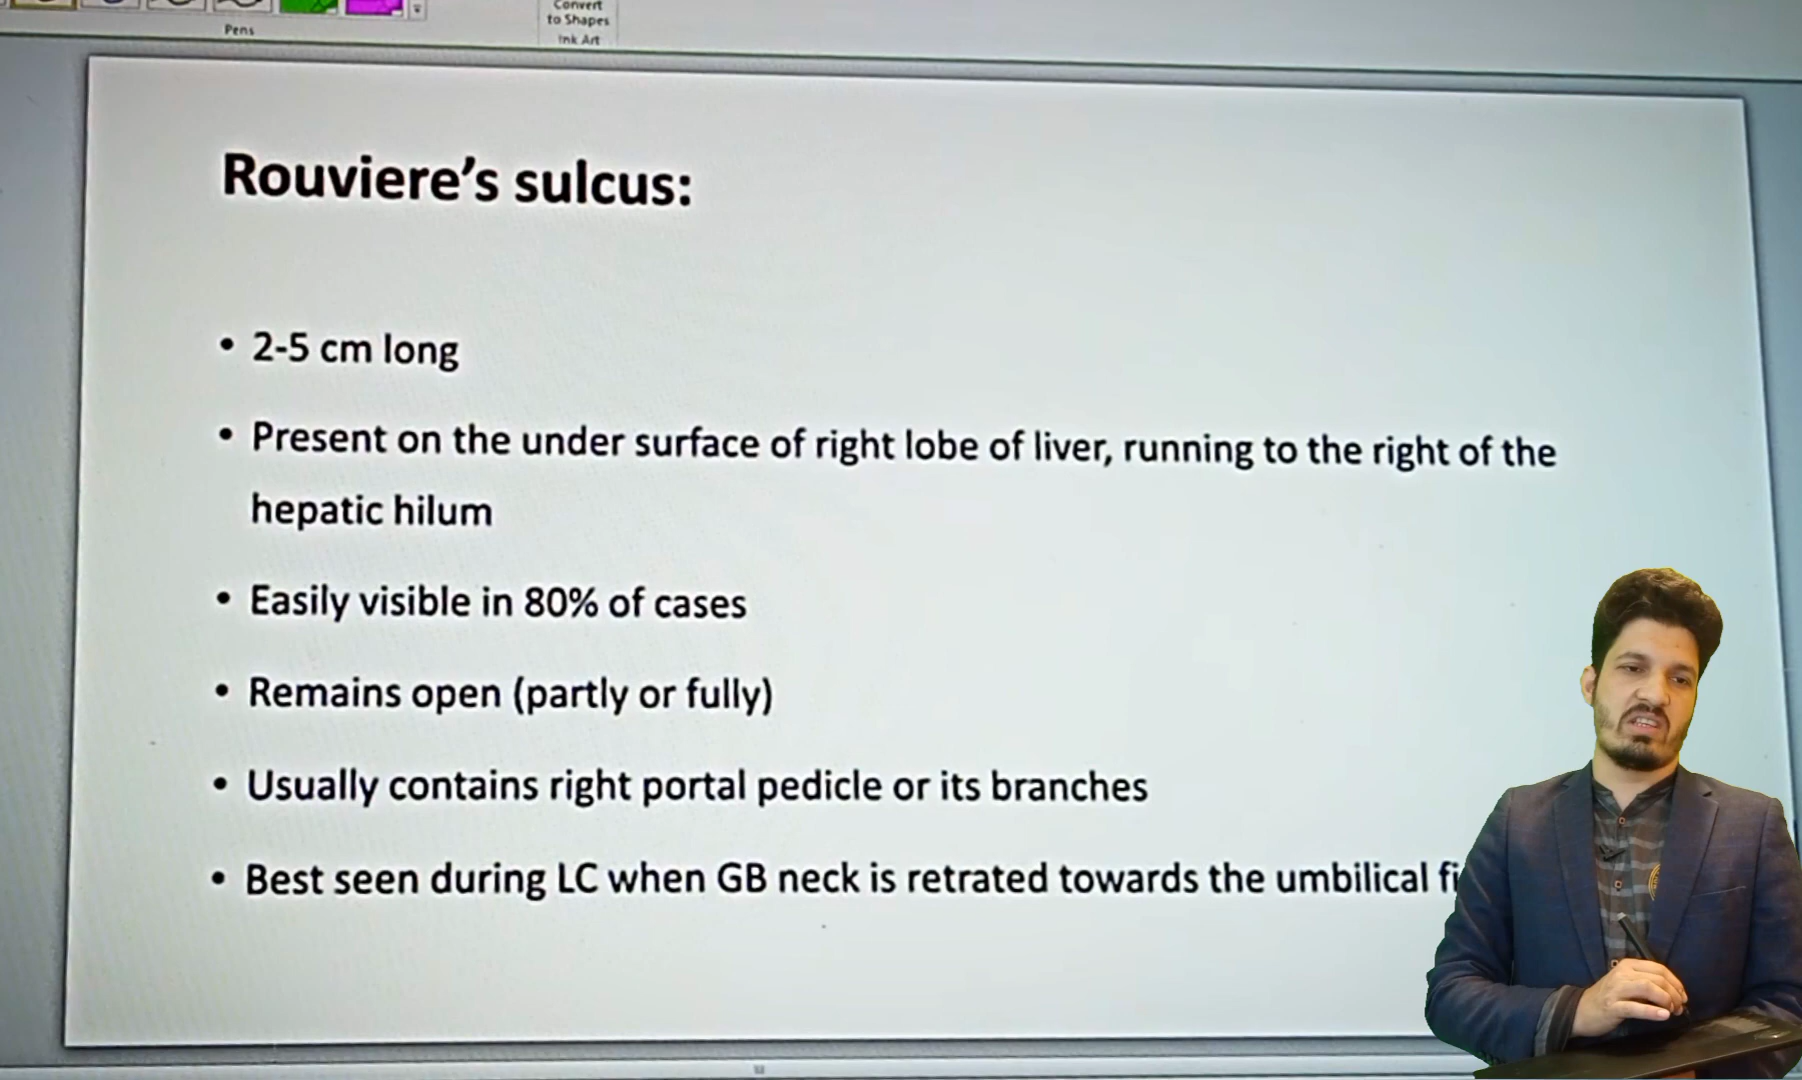 Convert
to Shapes
Pens
Ink Art
Rouviere's sulcus:
• 2-5 cm long
• Present on the under surface of right lobe of liver, running to the right of the
hepatic hilum
• Easily visible in 80% of cases
• Remains open (partly or fully)
• Usually contains right portal pedicle or its branches
• Best seen during LC when GB neck is retrated towards the umbilical fi